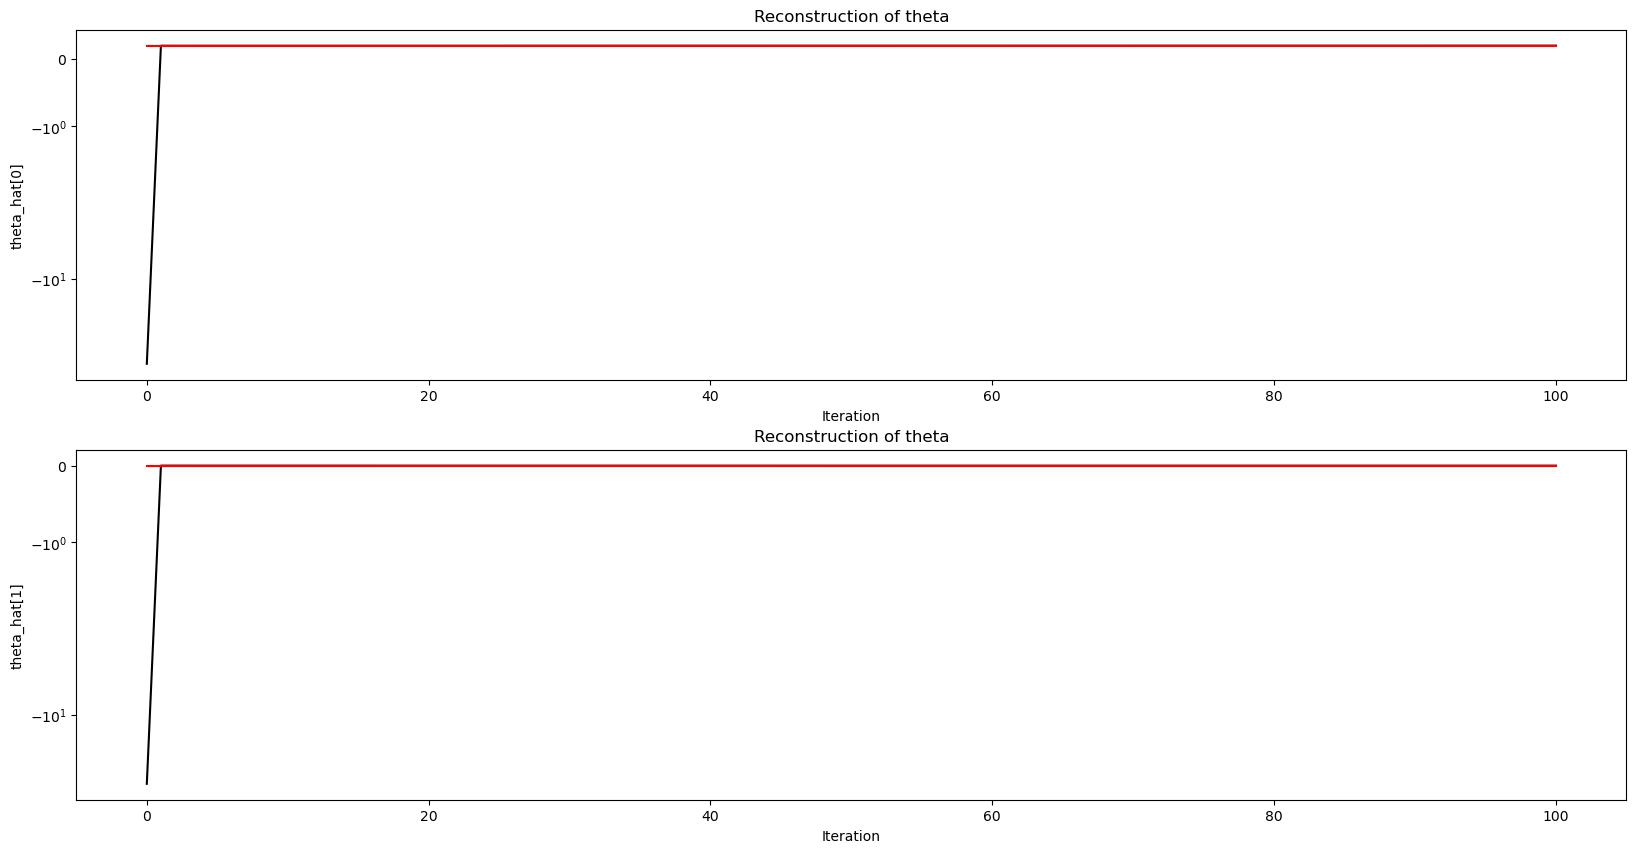 Reconstruction of theta
0
−10⁰
−10¹
theta_hat[0]
0 20 40 60 80 100
Iteration
Reconstruction of theta
0
−10⁰
−10¹
theta_hat[1]
0 20 40 60 80 100
Iteration